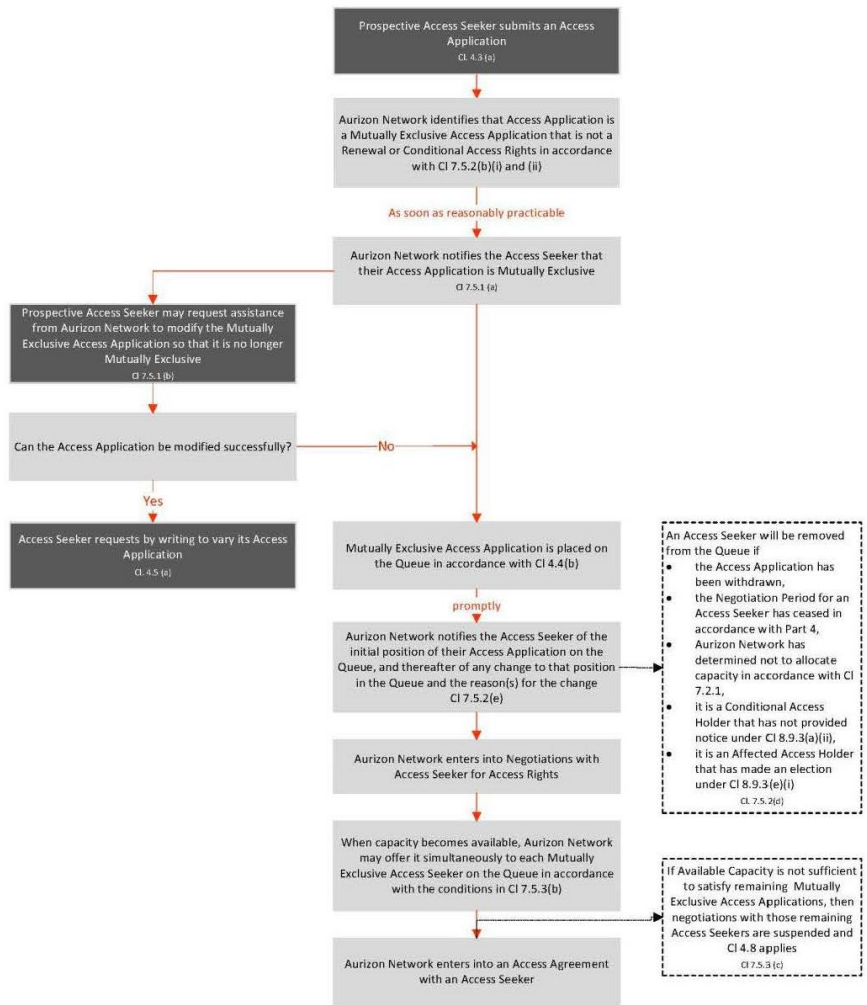 Prospective Access Seeker submits an Access
Application
Cl. 4.3 (a)
Aurizon Network identifies that Access Application is
a Mutually Exclusive Access Application that is not a
Renewal or Conditional Access Rights in accordance
with Cl 7.5.2(b)(i) and (ii)
As soon as reasonably practicable
Aurizon Network notifies the Access Seeker that
their Access Application is Mutually Exclusive
Cl 7.5.1 (a)
Prospective Access Seeker may request assistance
from Aurizon Network to modify the Mutually
Exclusive Access Application so that it is no longer
Mutually Exclusive
Cl 7.5.1 (b)
Can the Access Application be modified successfully?
No
Yes
Access Seeker requests by writing to vary its Access
Application
Cl. 4.5 (a)
Mutually Exclusive Access Application is placed on
the Queue in accordance with Cl 4.4(b)
promptly
Aurizon Network notifies the Access Seeker of the
initial position of their Access Application on the
Queue, and thereafter of any change to that position
in the Queue and the reason(s) for the change
Cl 7.5.2(e)
An Access Seeker will be removed
from the Queue if
• the Access Application has
been withdrawn,
• the Negotiation Period for an
Access Seeker has ceased in
accordance with Part 4,
• Aurizon Network has
determined not to allocate
capacity in accordance with Cl
7.2.1,
• it is a Conditional Access
Holder that has not provided
notice under Cl 8.9.3(a)(ii),
• it is an Affected Access Holder
that has made an election
under Cl 8.9.3(e)(i)
Cl. 7.5.2(d)
Aurizon Network enters into Negotiations with
Access Seeker for Access Rights
When capacity becomes available, Aurizon Network
may offer it simultaneously to each Mutually
Exclusive Access Seeker on the Queue in accordance
with the conditions in Cl 7.5.3(b)
If Available Capacity is not sufficient
to satisfy remaining Mutually
Exclusive Access Applications, then
negotiations with those remaining
Access Seekers are suspended and
Cl 4.8 applies
Cl 7.5.3 (c)
Aurizon Network enters into an Access Agreement
with an Access Seeker